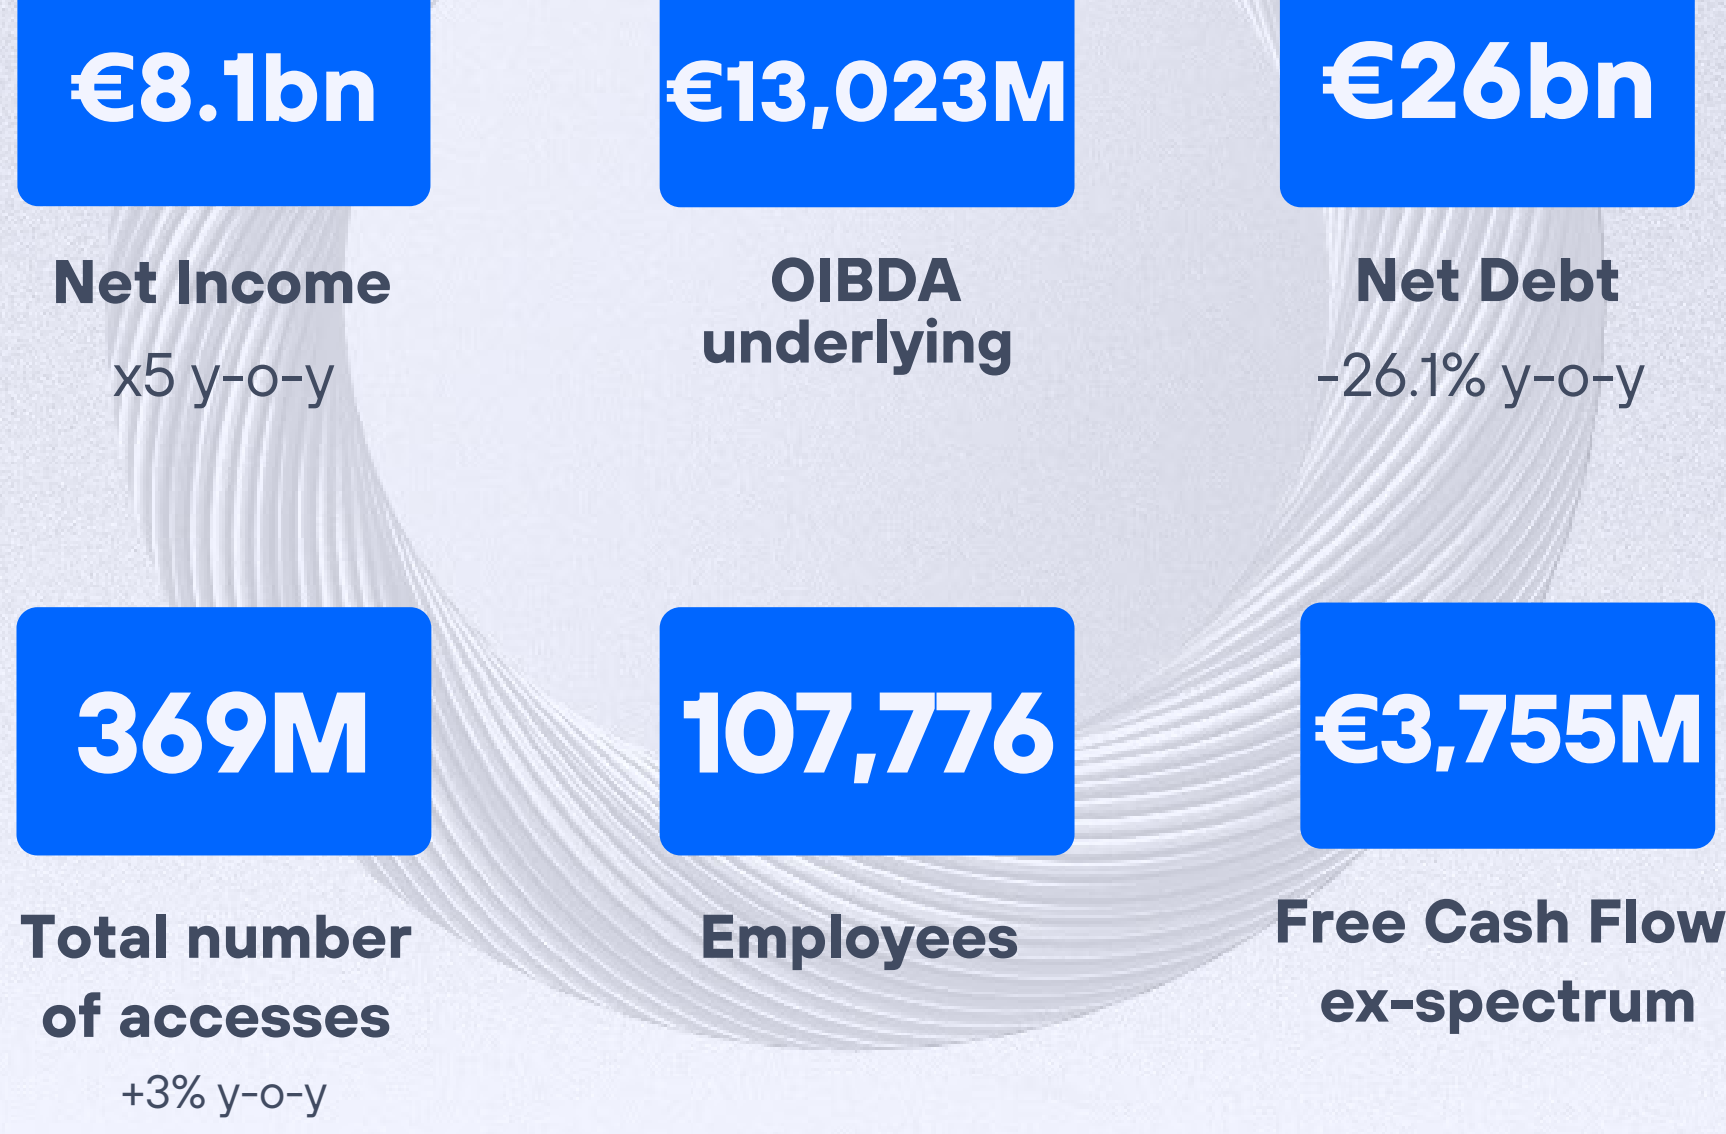 €8.1bn
Net Income
x5 y-o-y
€13,023M
OIBDA
underlying
€26bn
Net Debt
-26.1% y-o-y
369M
Total number
of accesses
+3% y-o-y
107,776
Employees
€3,755M
Free Cash Flow
ex-spectrum